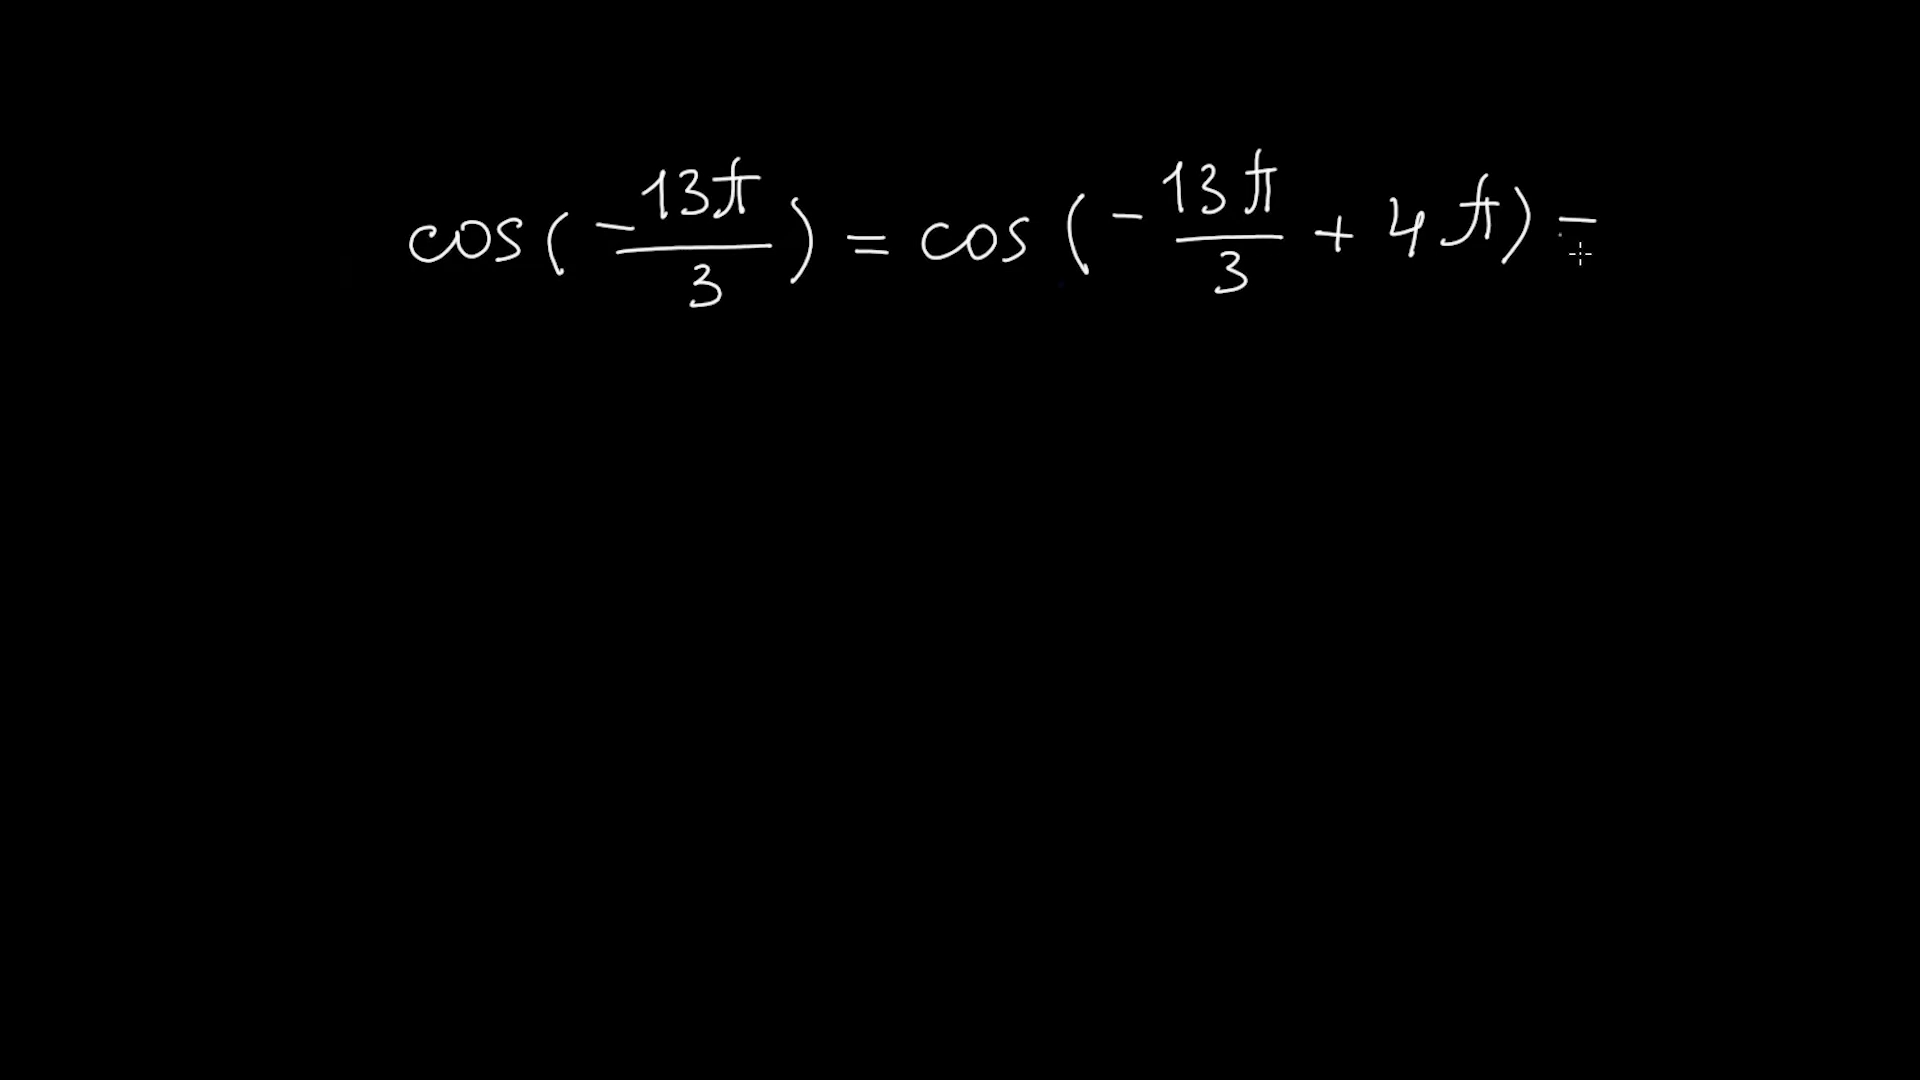 cos(-13π/3) = cos(-13π/3 + 4π) =